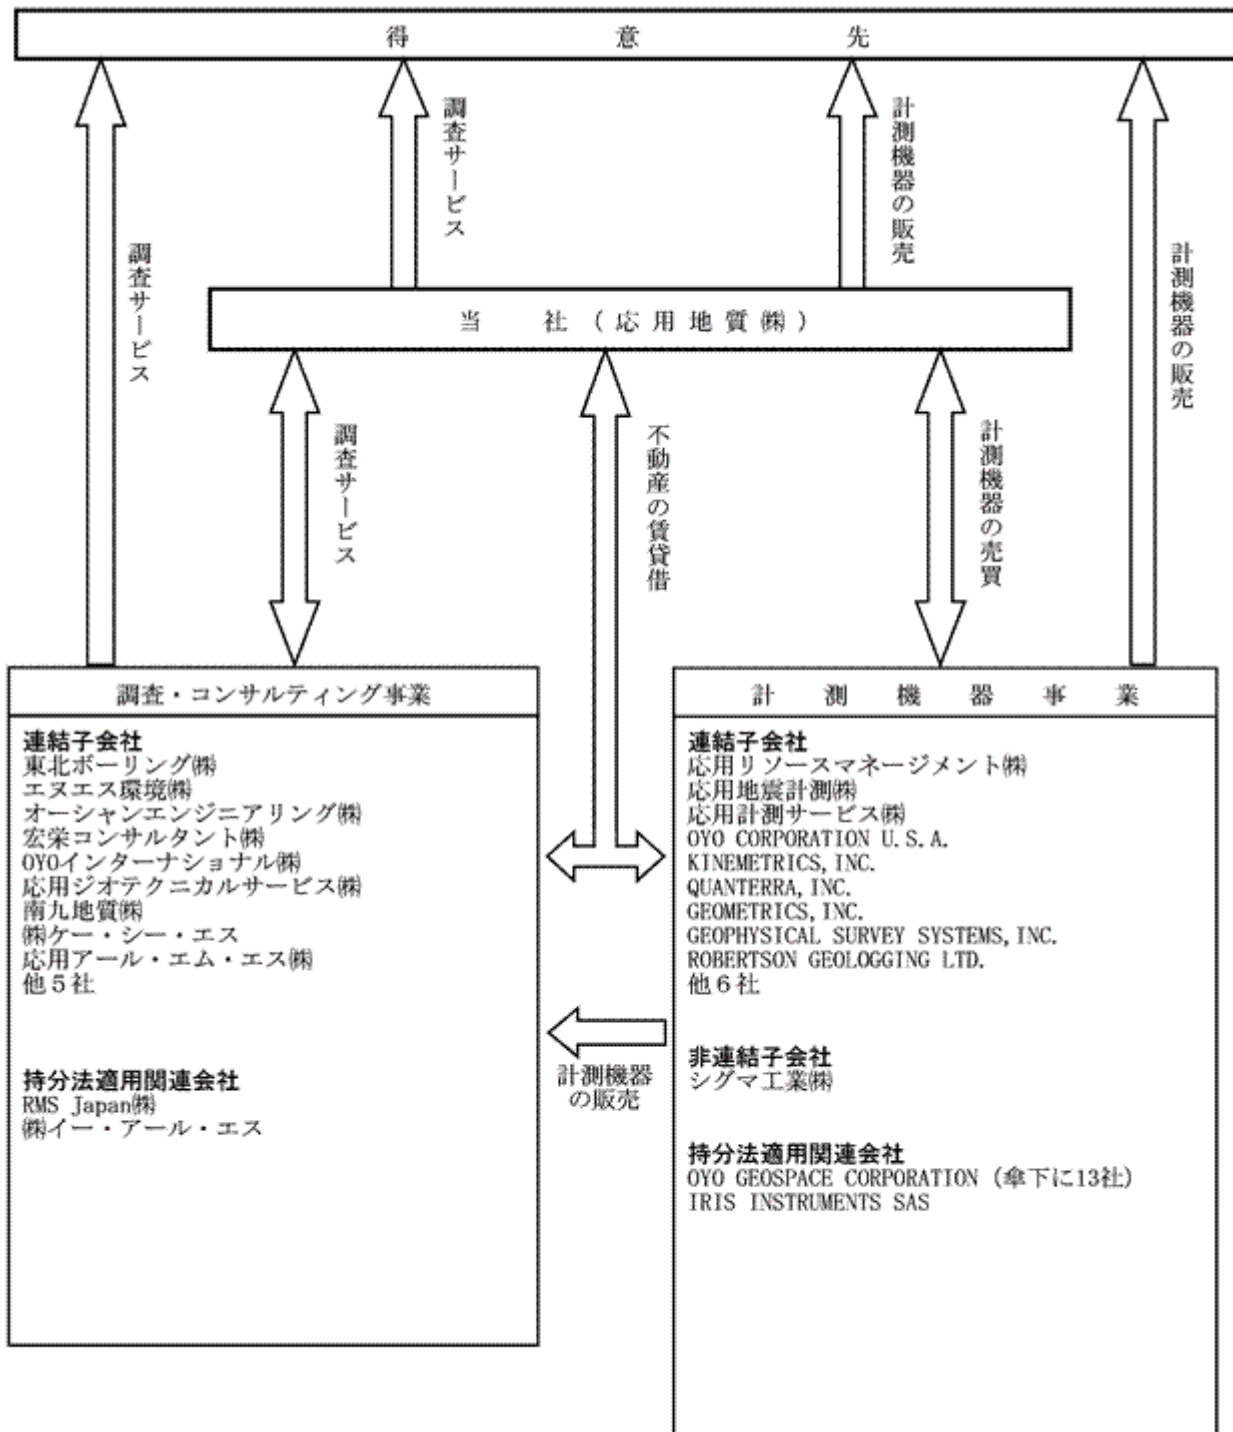 得意先
調査サービス
計測機器の販売
調査サービス
計測機器の販売
当社(応用地質㈱)
調査サービス
不動産の賃貸借
計測機器の売買
調査・コンサルティング事業
連結子会社
東北ボーリング㈱
エヌエス環境㈱
オーシャンエンジニアリング㈱
宏栄コンサルタント㈱
OYOインターナショナル㈱
応用ジオテクニカルサービス㈱
南九地質㈱
㈱ケー・シー・エス
応用アール・エム・エス㈱
他5社
持分法適用関連会社
RMS Japan㈱
㈱イー・アール・エス
計測機器
の販売
計測機器事業
連結子会社
応用リソースマネージメント㈱
応用地震計測㈱
応用計測サービス㈱
OYO CORPORATION U.S.A.
KINEMETRICS,INC.
QUANTERRA,INC.
GEOMETRICS,INC.
GEOPHYSICAL SURVEY SYSTEMS,INC.
ROBERTSON GEOLOGGING LTD.
他6社
非連結子会社
シグマ工業㈱
持分法適用関連会社
OYO GEOSPACE CORPORATION (傘下に13社)
IRIS INSTRUMENTS SAS